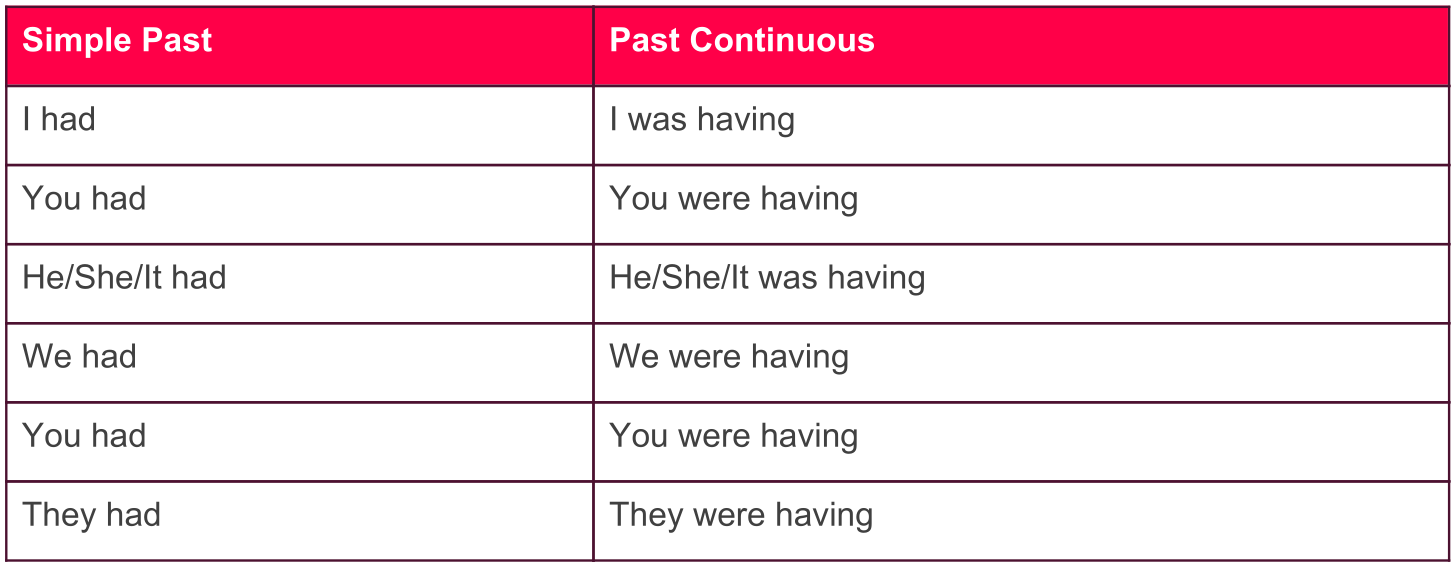 Simple Past Past Continuous
I had I was having
You had You were having
He/She/It had He/She/It was having
We had We were having
You had You were having
They had They were having